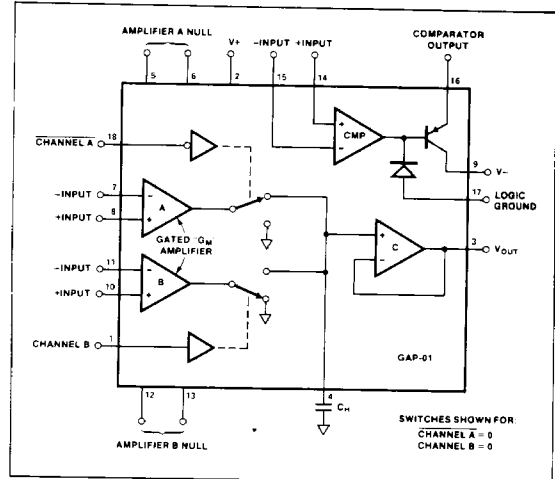 AMPLIFIER A NULL
V+
−INPUT
+INPUT
COMPARATOR
OUTPUT
5
6
2
15
14
16
18
CHANNEL A
CMP
+
−
9
V−
17
LOGIC
GROUND
−INPUT
7
−
A
+INPUT
8
+
GATED "GM"
AMPLIFIER
−INPUT
11
−
B
+INPUT
10
+
+
−
C
3
VOUT
CHANNEL B
1
GAP-01
12
13
4
CH
AMPLIFIER B NULL
SWITCHES SHOWN FOR:
CHANNEL A = 0
CHANNEL B = 0